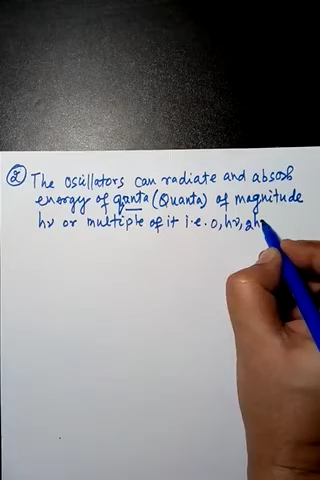 ② The oscillators can radiate and absorb
energy of qanta (Quanta) of magnitude
hν or multiple of it i.e. 0, hν, 2h